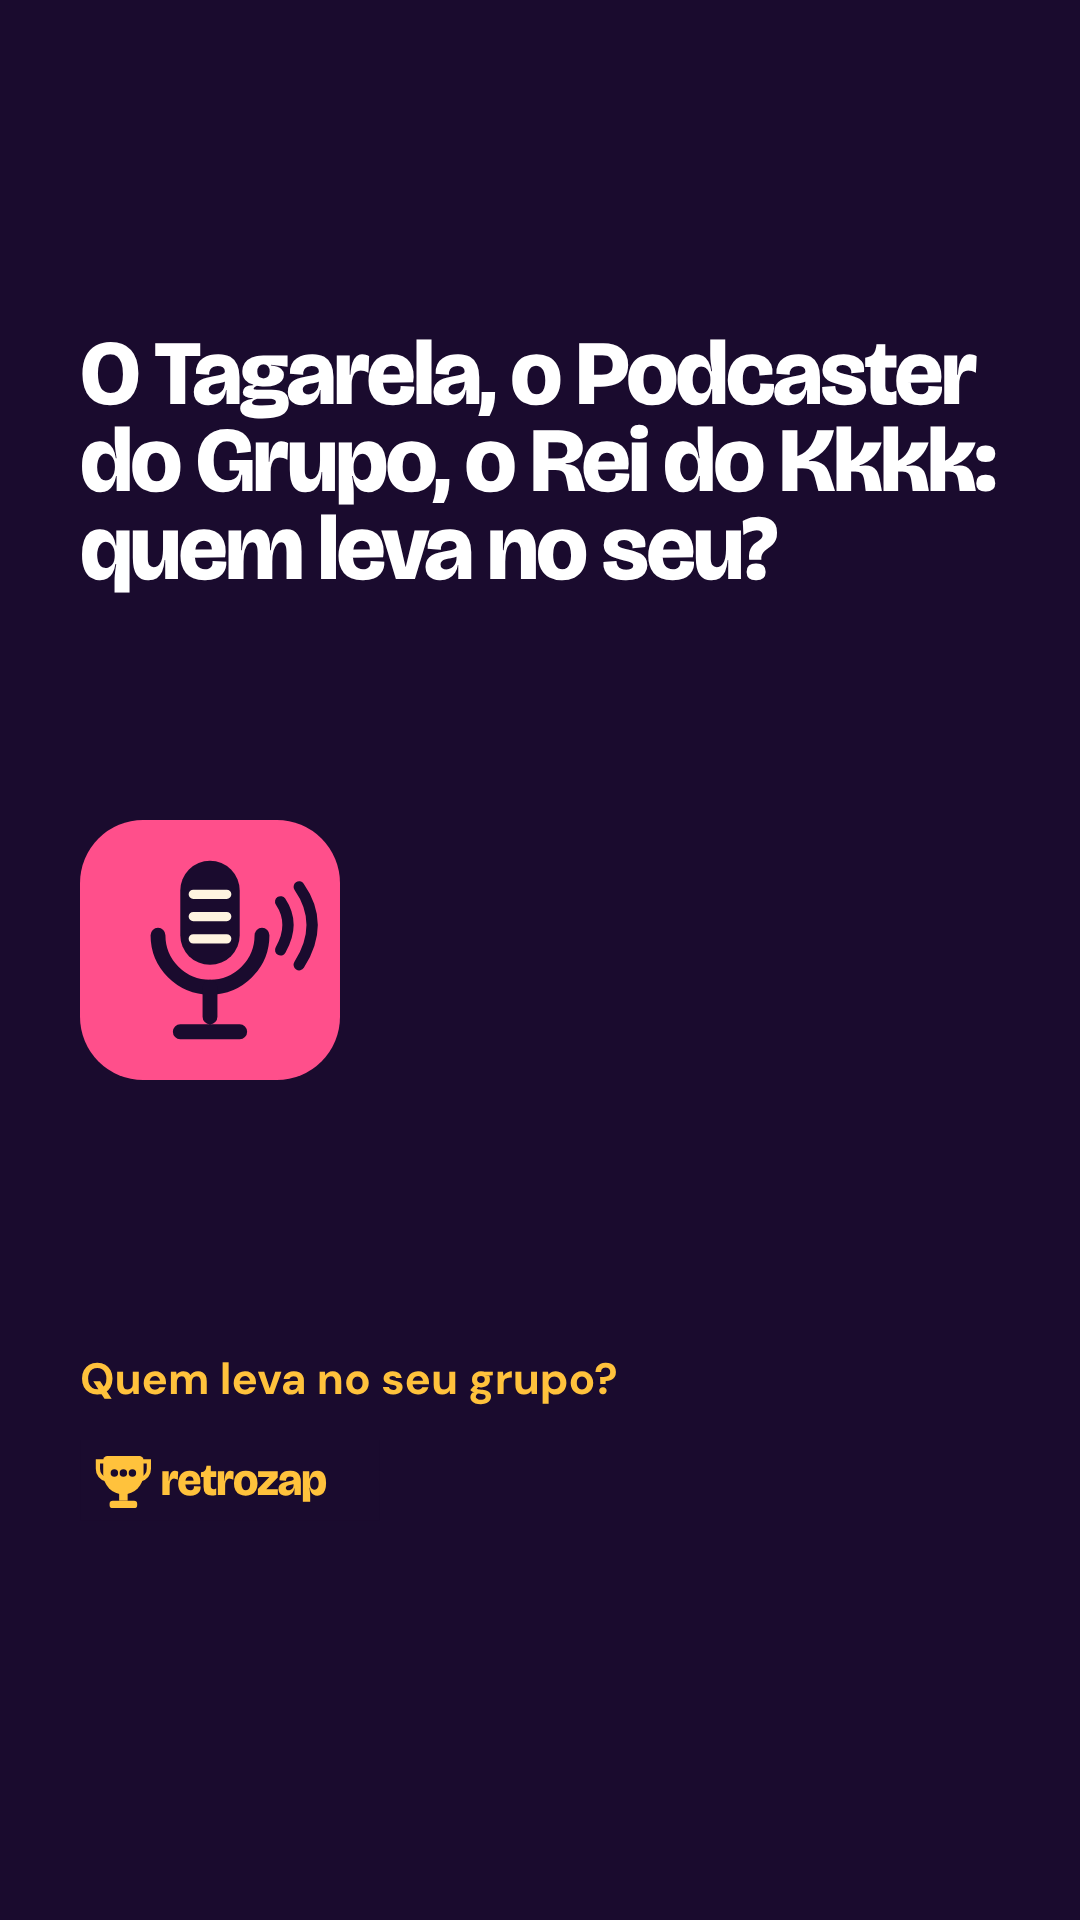 O Tagarela, o Podcaster
do Grupo, o Rei do Kkkk:
quem leva no seu?
Quem leva no seu grupo?
retrozap